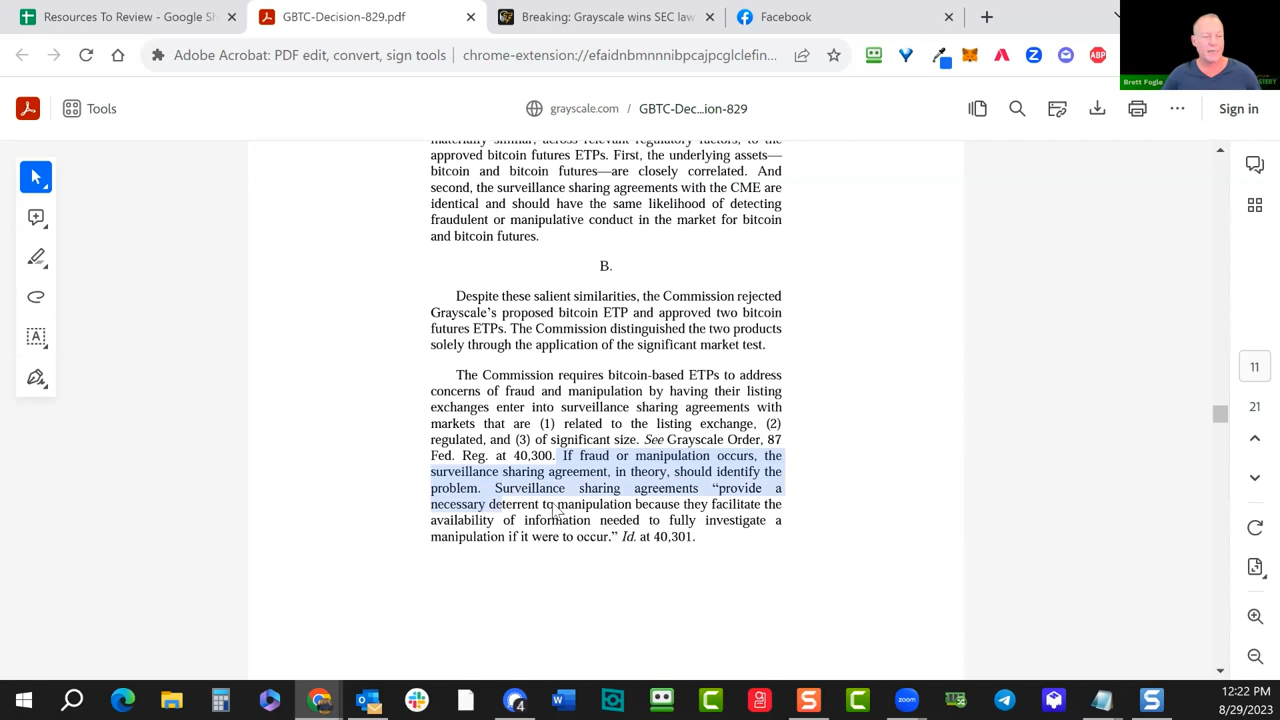 Resources To Review - Google Sh
GBTC-Decision-829.pdf
Breaking: Grayscale wins SEC law
Facebook
Adobe Acrobat: PDF edit, convert, sign tools
chrome-extension://efaidnbmnnnibpcajpcglclefin...
ABP
Brett Fogle
Tools
grayscale.com / GBTC-Dec...ion-829
Sign in
materially similar, across relevant regulatory factors, to the
approved bitcoin futures ETPs. First, the underlying assets—
bitcoin and bitcoin futures—are closely correlated. And
second, the surveillance sharing agreements with the CME are
identical and should have the same likelihood of detecting
fraudulent or manipulative conduct in the market for bitcoin
and bitcoin futures.
B.
Despite these salient similarities, the Commission rejected
Grayscale’s proposed bitcoin ETP and approved two bitcoin
futures ETPs. The Commission distinguished the two products
solely through the application of the significant market test.
The Commission requires bitcoin-based ETPs to address
concerns of fraud and manipulation by having their listing
exchanges enter into surveillance sharing agreements with
markets that are (1) related to the listing exchange, (2)
regulated, and (3) of significant size. See Grayscale Order, 87
Fed. Reg. at 40,300. If fraud or manipulation occurs, the
surveillance sharing agreement, in theory, should identify the
problem. Surveillance sharing agreements “provide a
necessary deterrent to manipulation because they facilitate the
availability of information needed to fully investigate a
manipulation if it were to occur.” Id. at 40,301.
11
21
12:22 PM
8/29/2023